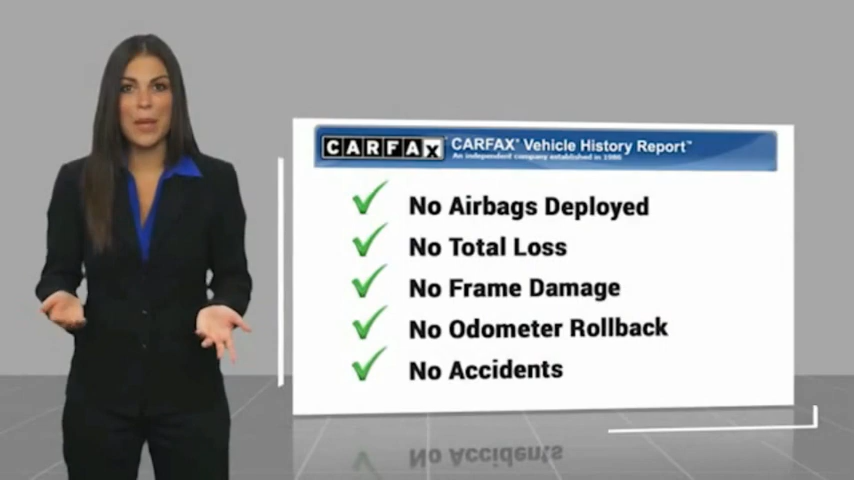 CARFAX CARFAX® Vehicle History Report™
An independent company established in 1986
No Airbags Deployed
No Total Loss
No Frame Damage
No Odometer Rollback
No Accidents
No Accidents